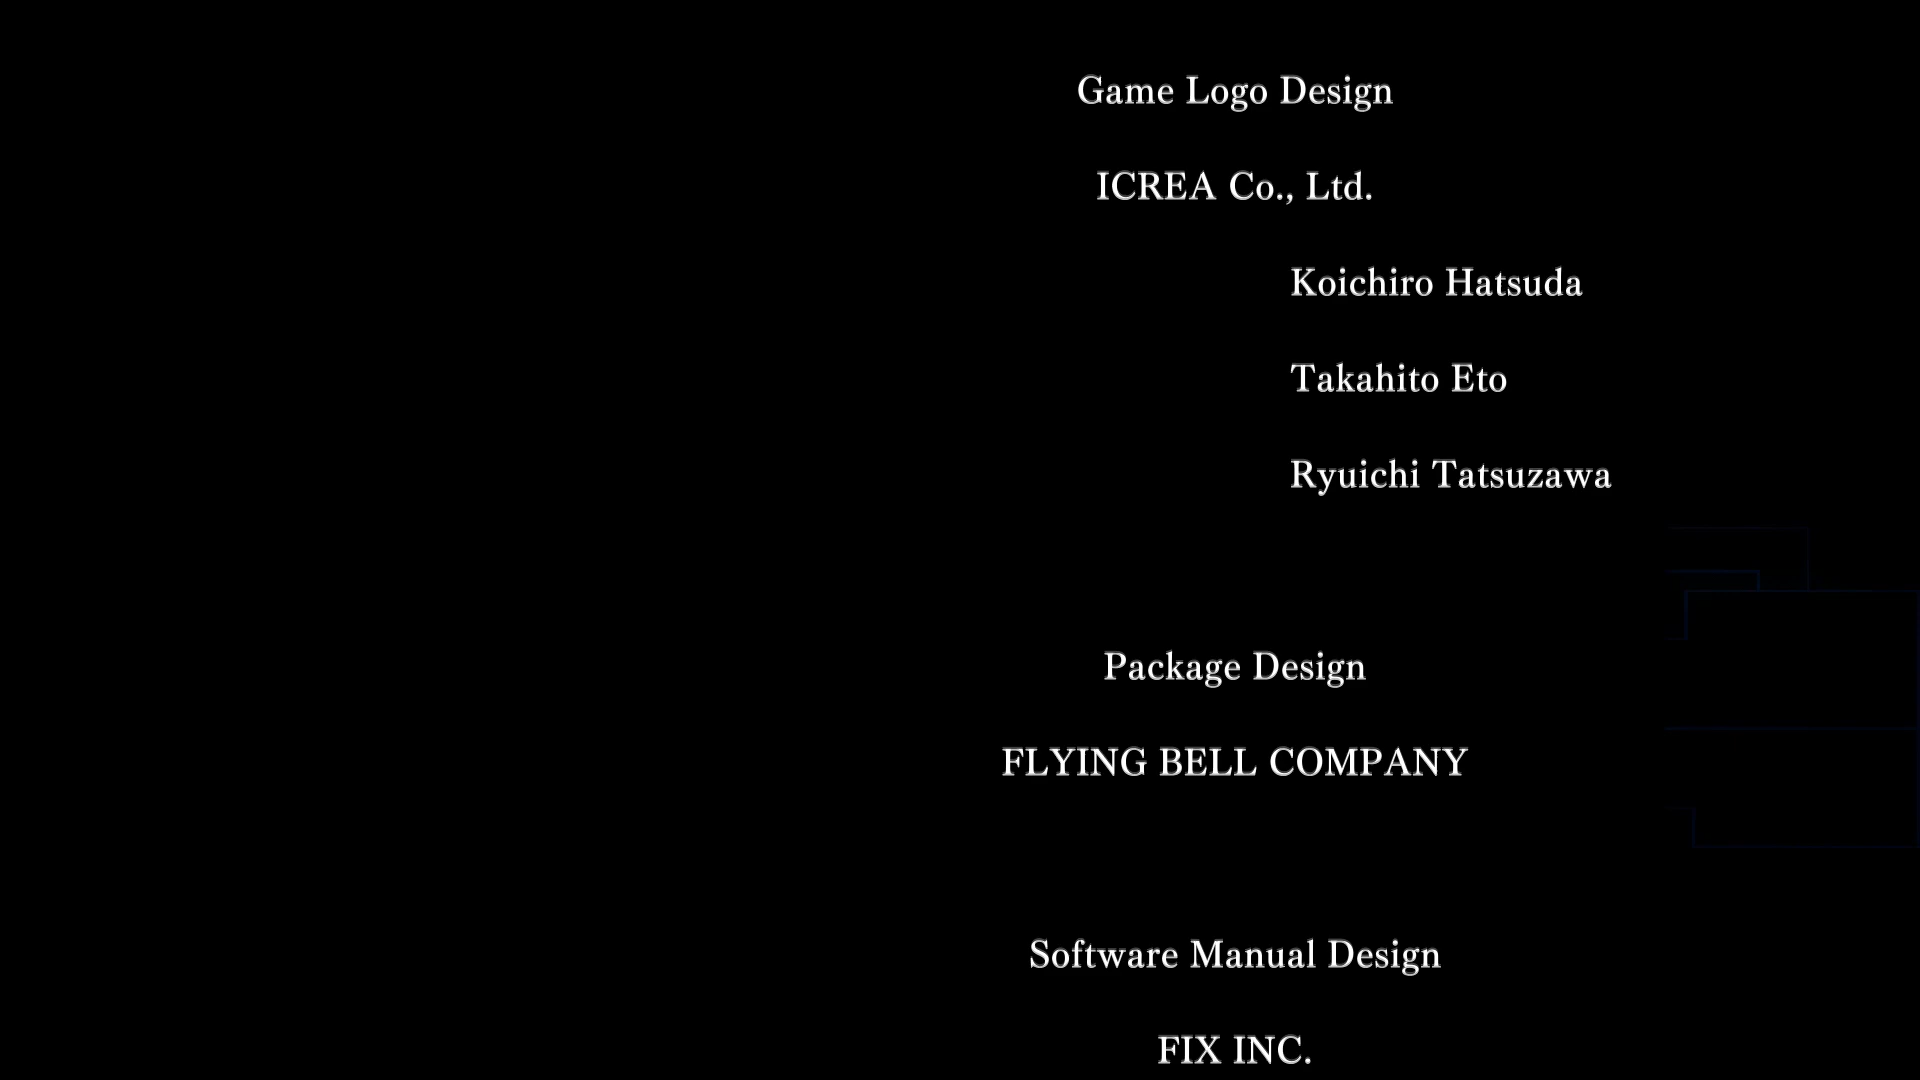 Game Logo Design
ICREA Co., Ltd.
Koichiro Hatsuda
Takahito Eto
Ryuichi Tatsuzawa
Package Design
FLYING BELL COMPANY
Software Manual Design
FIX INC.